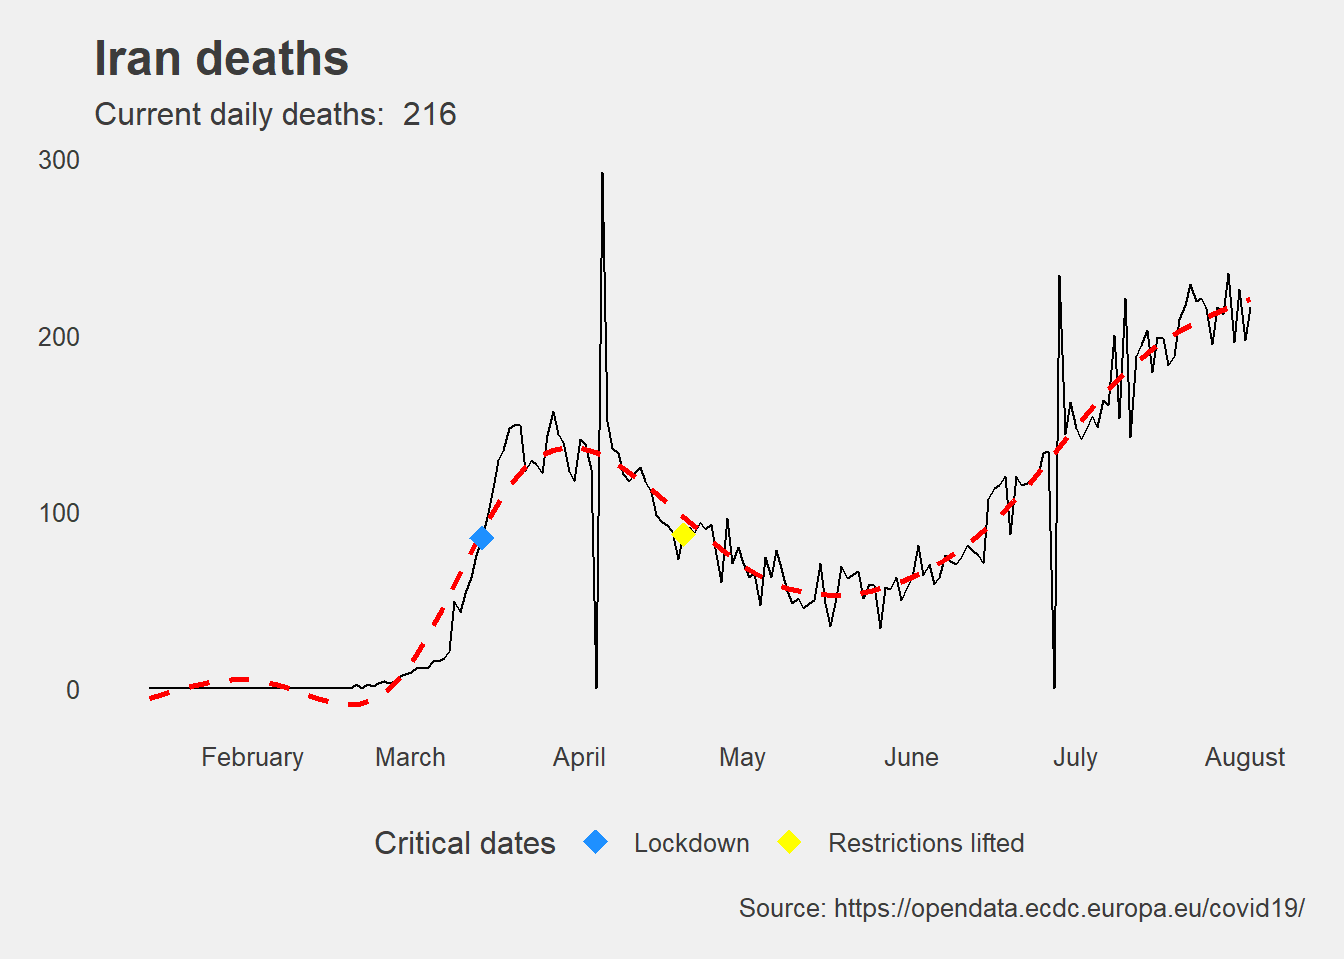 Iran deaths
Current daily deaths:  216
300
200
100
0
February March April May June July August
Critical dates Lockdown Restrictions lifted
Source: https://opendata.ecdc.europa.eu/covid19/